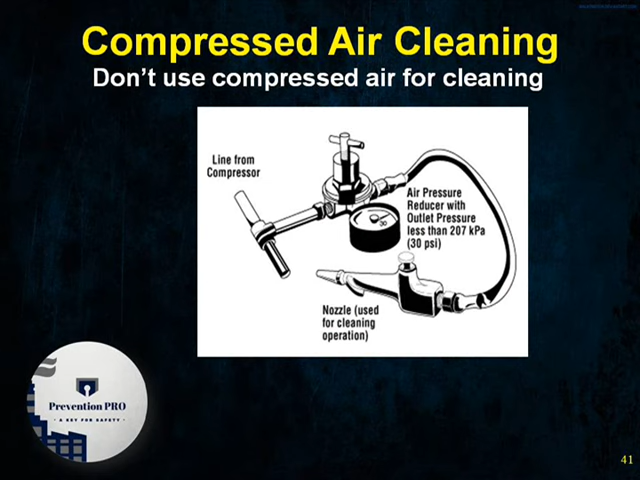 Compressed Air Cleaning
Don't use compressed air for cleaning
Line from
Compressor
Air Pressure
Reducer with
Outlet Pressure
less than 207 kPa
(30 psi)
30
Nozzle (used
for cleaning
operation)
Prevention PRO
- A KEY FOR SAFETY -
41